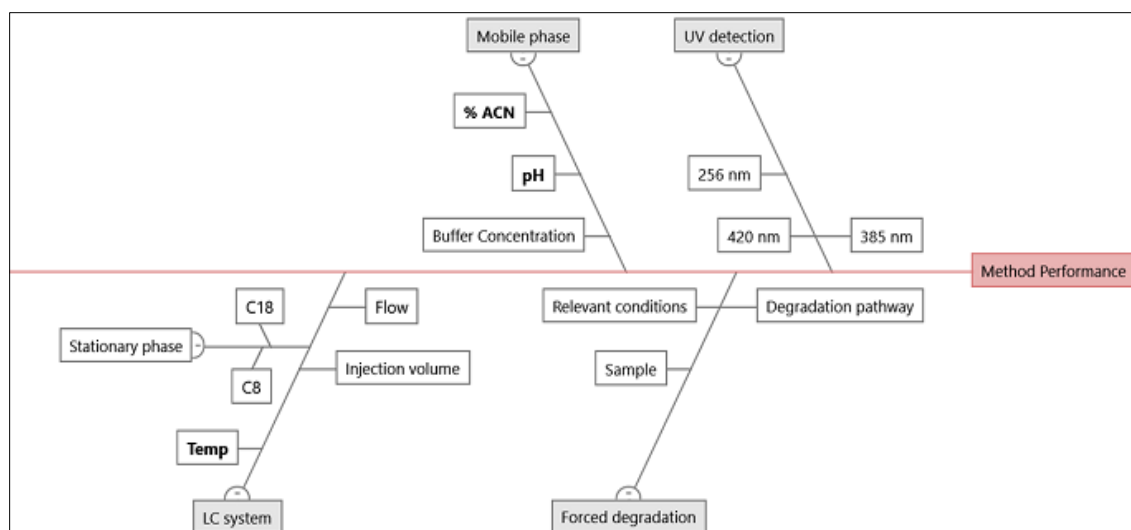 Mobile phase
UV detection
% ACN
pH
256 nm
Buffer Concentration
420 nm
385 nm
Method Performance
C18
Flow
Relevant conditions
Degradation pathway
Stationary phase
Injection volume
Sample
C8
Temp
LC system
Forced degradation